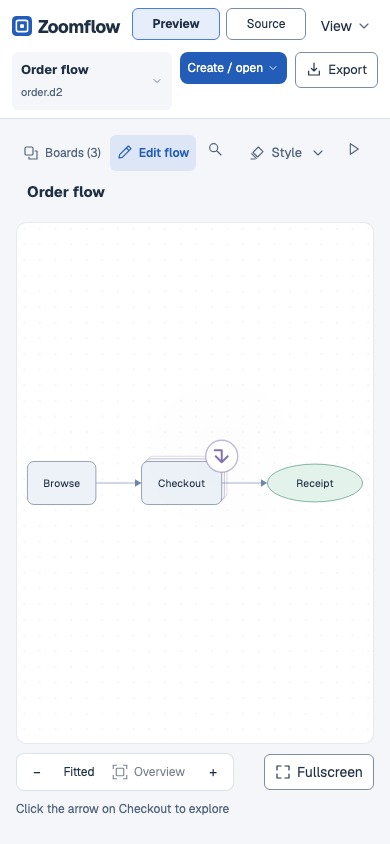 Zoomflow
Preview
Source
View
Order flow
order.d2
Create / open
Export
Boards (3)
Edit flow
Style
Order flow
Browse
Checkout
Receipt
−
Fitted
Overview
+
Fullscreen
Click the arrow on Checkout to explore